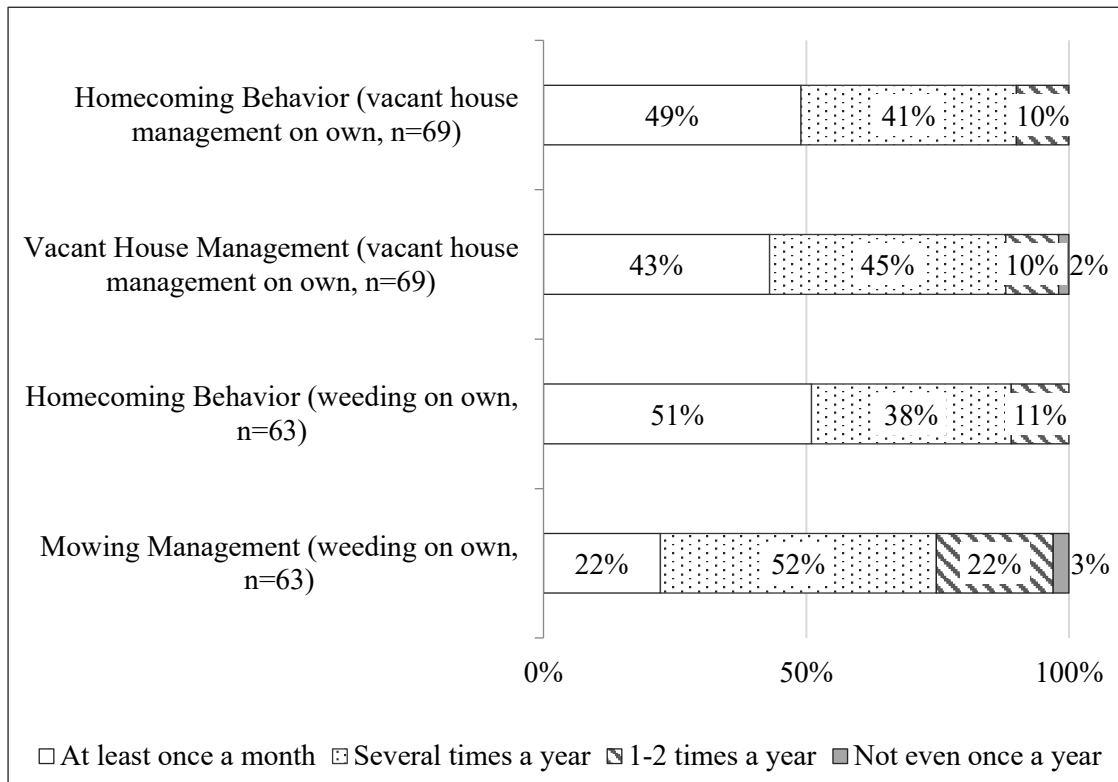 Homecoming Behavior (vacant house
management on own, n=69)
49% 41% 10%
Vacant House Management (vacant house
management on own, n=69)
43% 45% 10% 2%
Homecoming Behavior (weeding on own,
n=63)
51% 38% 11%
Mowing Management (weeding on own,
n=63)
22% 52% 22% 3%
0% 50% 100%
At least once a month Several times a year 1-2 times a year Not even once a year